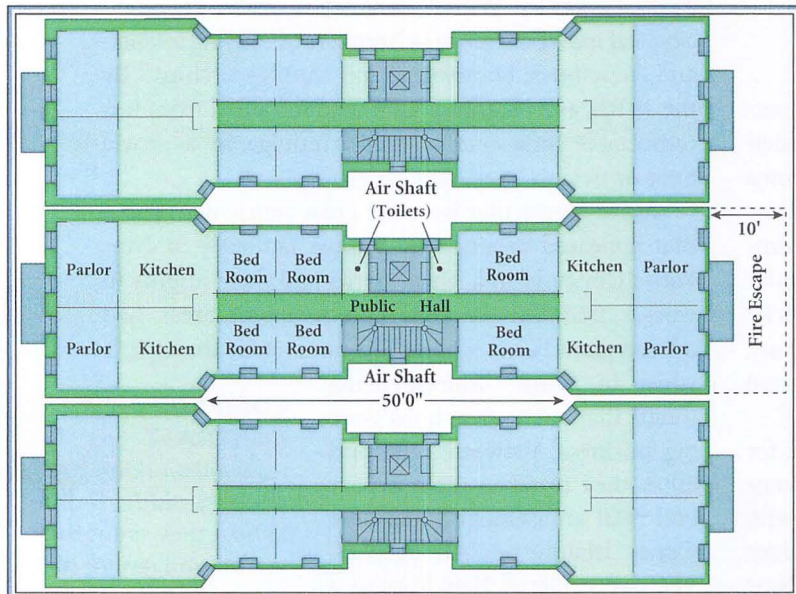 Air Shaft
(Toilets)
10'
Fire Escape
Parlor
Kitchen
Bed
Room
Bed
Room
Bed
Room
Kitchen
Parlor
Public Hall
Parlor
Kitchen
Bed
Room
Bed
Room
Bed
Room
Kitchen
Parlor
Air Shaft
50'0"